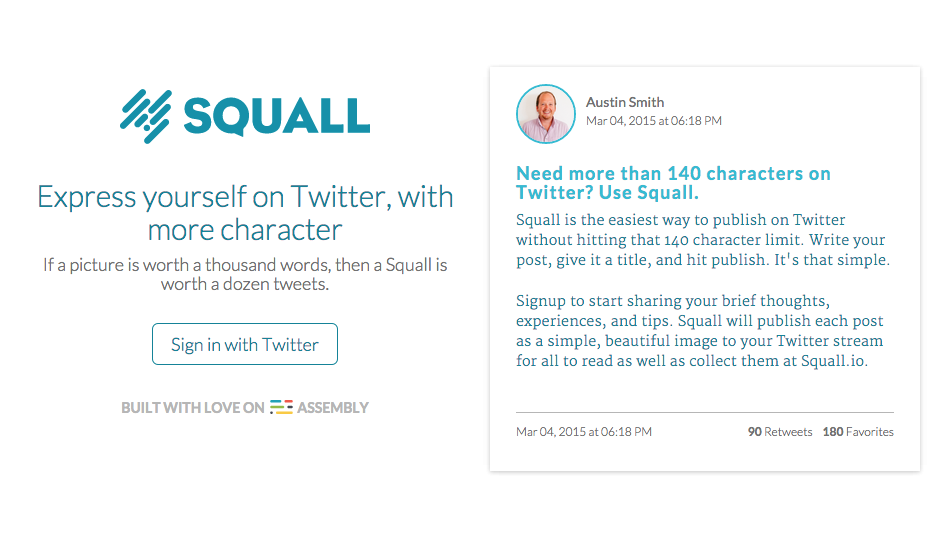 SQUALL
Express yourself on Twitter, with
more character
If a picture is worth a thousand words, then a Squall is
worth a dozen tweets.
Sign in with Twitter
BUILT WITH LOVE ON ASSEMBLY
Austin Smith
Mar 04, 2015 at 06:18 PM
Need more than 140 characters on
Twitter? Use Squall.
Squall is the easiest way to publish on Twitter
without hitting that 140 character limit. Write your
post, give it a title, and hit publish. It's that simple.
Signup to start sharing your brief thoughts,
experiences, and tips. Squall will publish each post
as a simple, beautiful image to your Twitter stream
for all to read as well as collect them at Squall.io.
Mar 04, 2015 at 06:18 PM 90 Retweets 180 Favorites